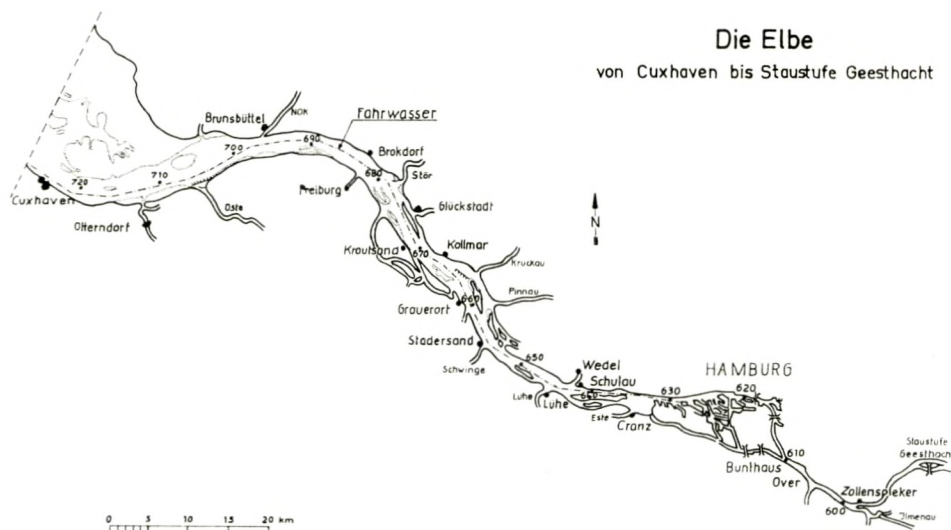 Die Elbe
von Cuxhaven bis Staustufe Geesthacht
Brunsbüttel
NOK
Fahrwasser
690
700
Brokdorf
Stör
680
710
720
Cuxhaven
Freiburg
Glückstadt
Oste
Otterndorf
N
Krautsand
670
Kollmar
Krückau
Pinnau
660
Grauerort
Stadersand
Schwinge
650
Wedel
Schulau
HAMBURG
640
630
620
Luhe
Lühe
Este
Cranz
Bunthaus
610
Over
Staustufe
Geesthacht
Zollenspieker
600
Ilmenau
0 5 10 15 20 km